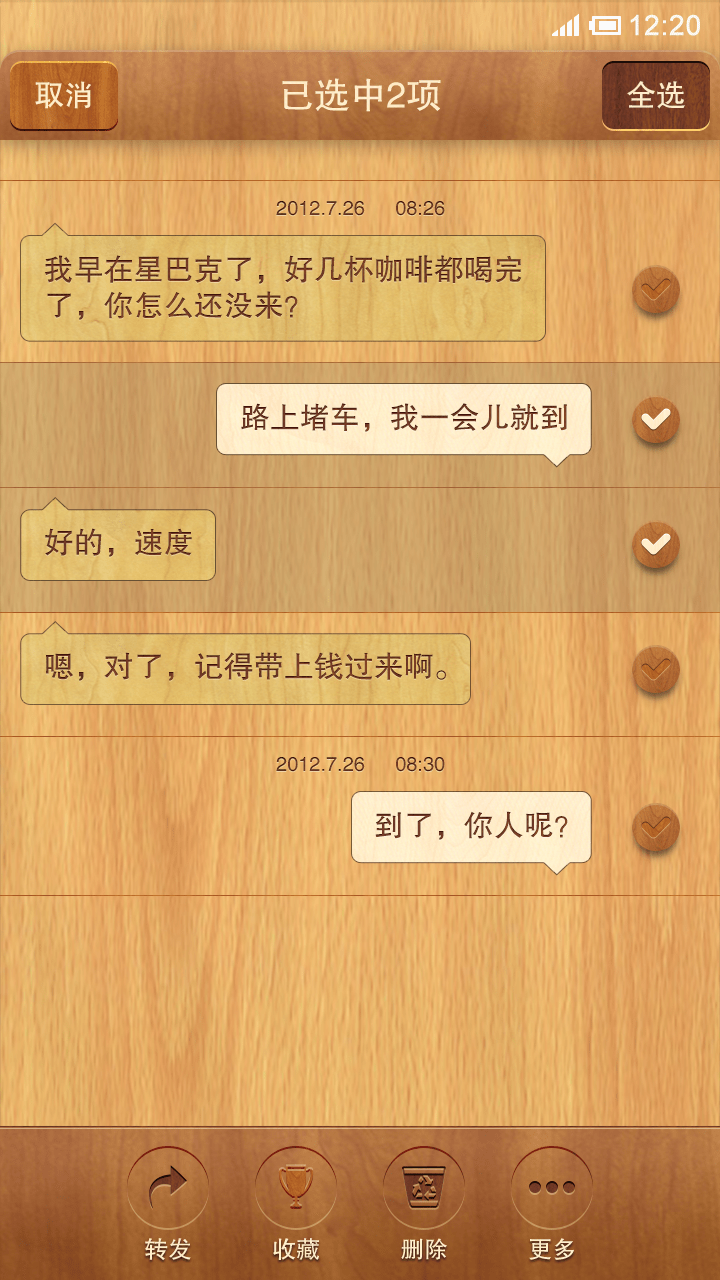 12:20
取消
已选中2项
全选
2012.7.26 08:26
我早在星巴克了，好几杯咖啡都喝完
了，你怎么还没来？
路上堵车，我一会儿就到
好的，速度
嗯，对了，记得带上钱过来啊。
2012.7.26 08:30
到了，你人呢？
转发
收藏
删除
更多